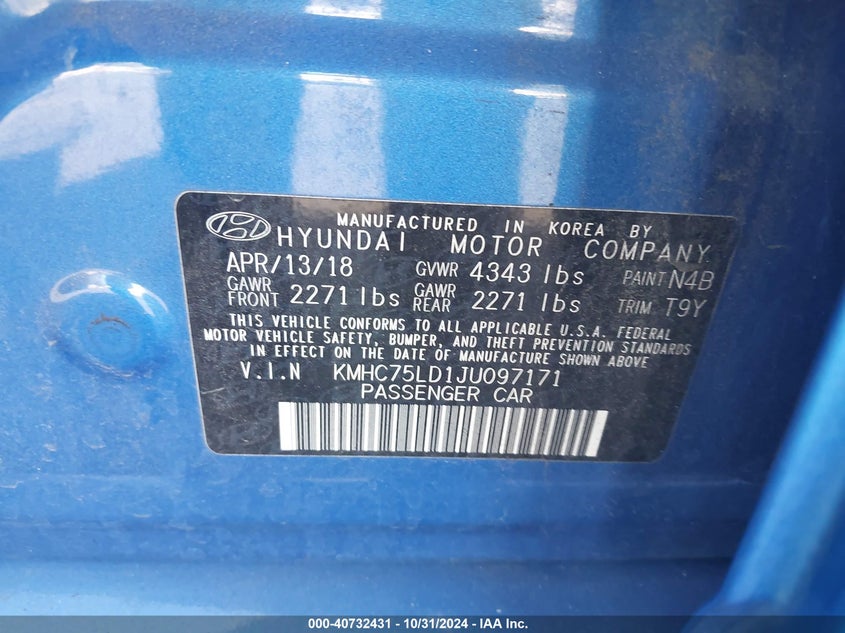 MANUFACTURED IN KOREA BY
HYUNDAI MOTOR COMPANY
APR/13/18 GVWR 4343 lbs PAINT N4B
GAWR FRONT 2271 lbs GAWR REAR 2271 lbs TRIM T9Y
THIS VEHICLE CONFORMS TO ALL APPLICABLE U.S.A. FEDERAL
MOTOR VEHICLE SAFETY, BUMPER, AND THEFT PREVENTION STANDARDS
IN EFFECT ON THE DATE OF MANUFACTURE SHOWN ABOVE
V.I.N KMHC75LD1JU097171
PASSENGER CAR
000-40732431 - 10/31/2024 - IAA Inc.